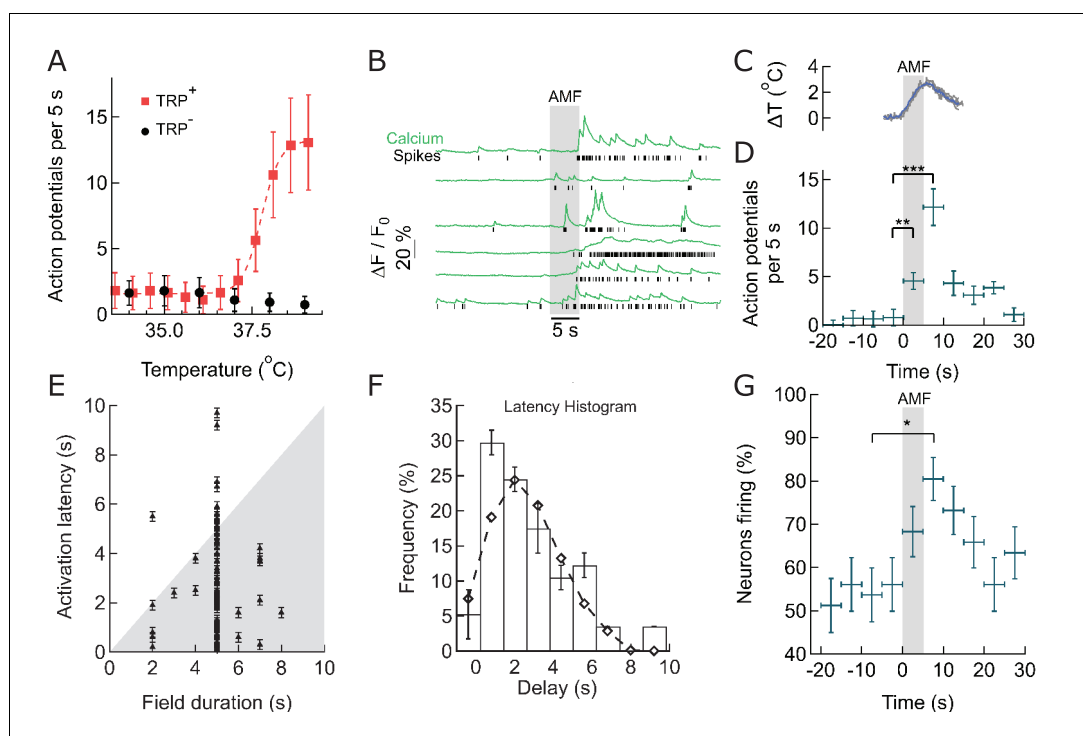 A
Action potentials per 5 s
15
10
5
0
TRP+
TRP-
35.0
37.5
Temperature (°C)
B
AMF
Calcium
Spikes
ΔF / F0
20 %
5 s
C
AMF
ΔT (°C)
4
2
0
D
Action potentials
per 5 s
15
10
5
0
***
**
-20
-10
0
10
20
30
Time (s)
E
Activation latency (s)
10
8
6
4
2
0
0
2
4
6
8
10
Field duration (s)
F
Latency Histogram
Frequency (%)
35
30
25
20
15
10
5
0
0
2
4
6
8
10
Delay (s)
G
AMF
*
Neurons firing (%)
100
90
80
70
60
50
40
-20
-10
0
10
20
30
Time (s)